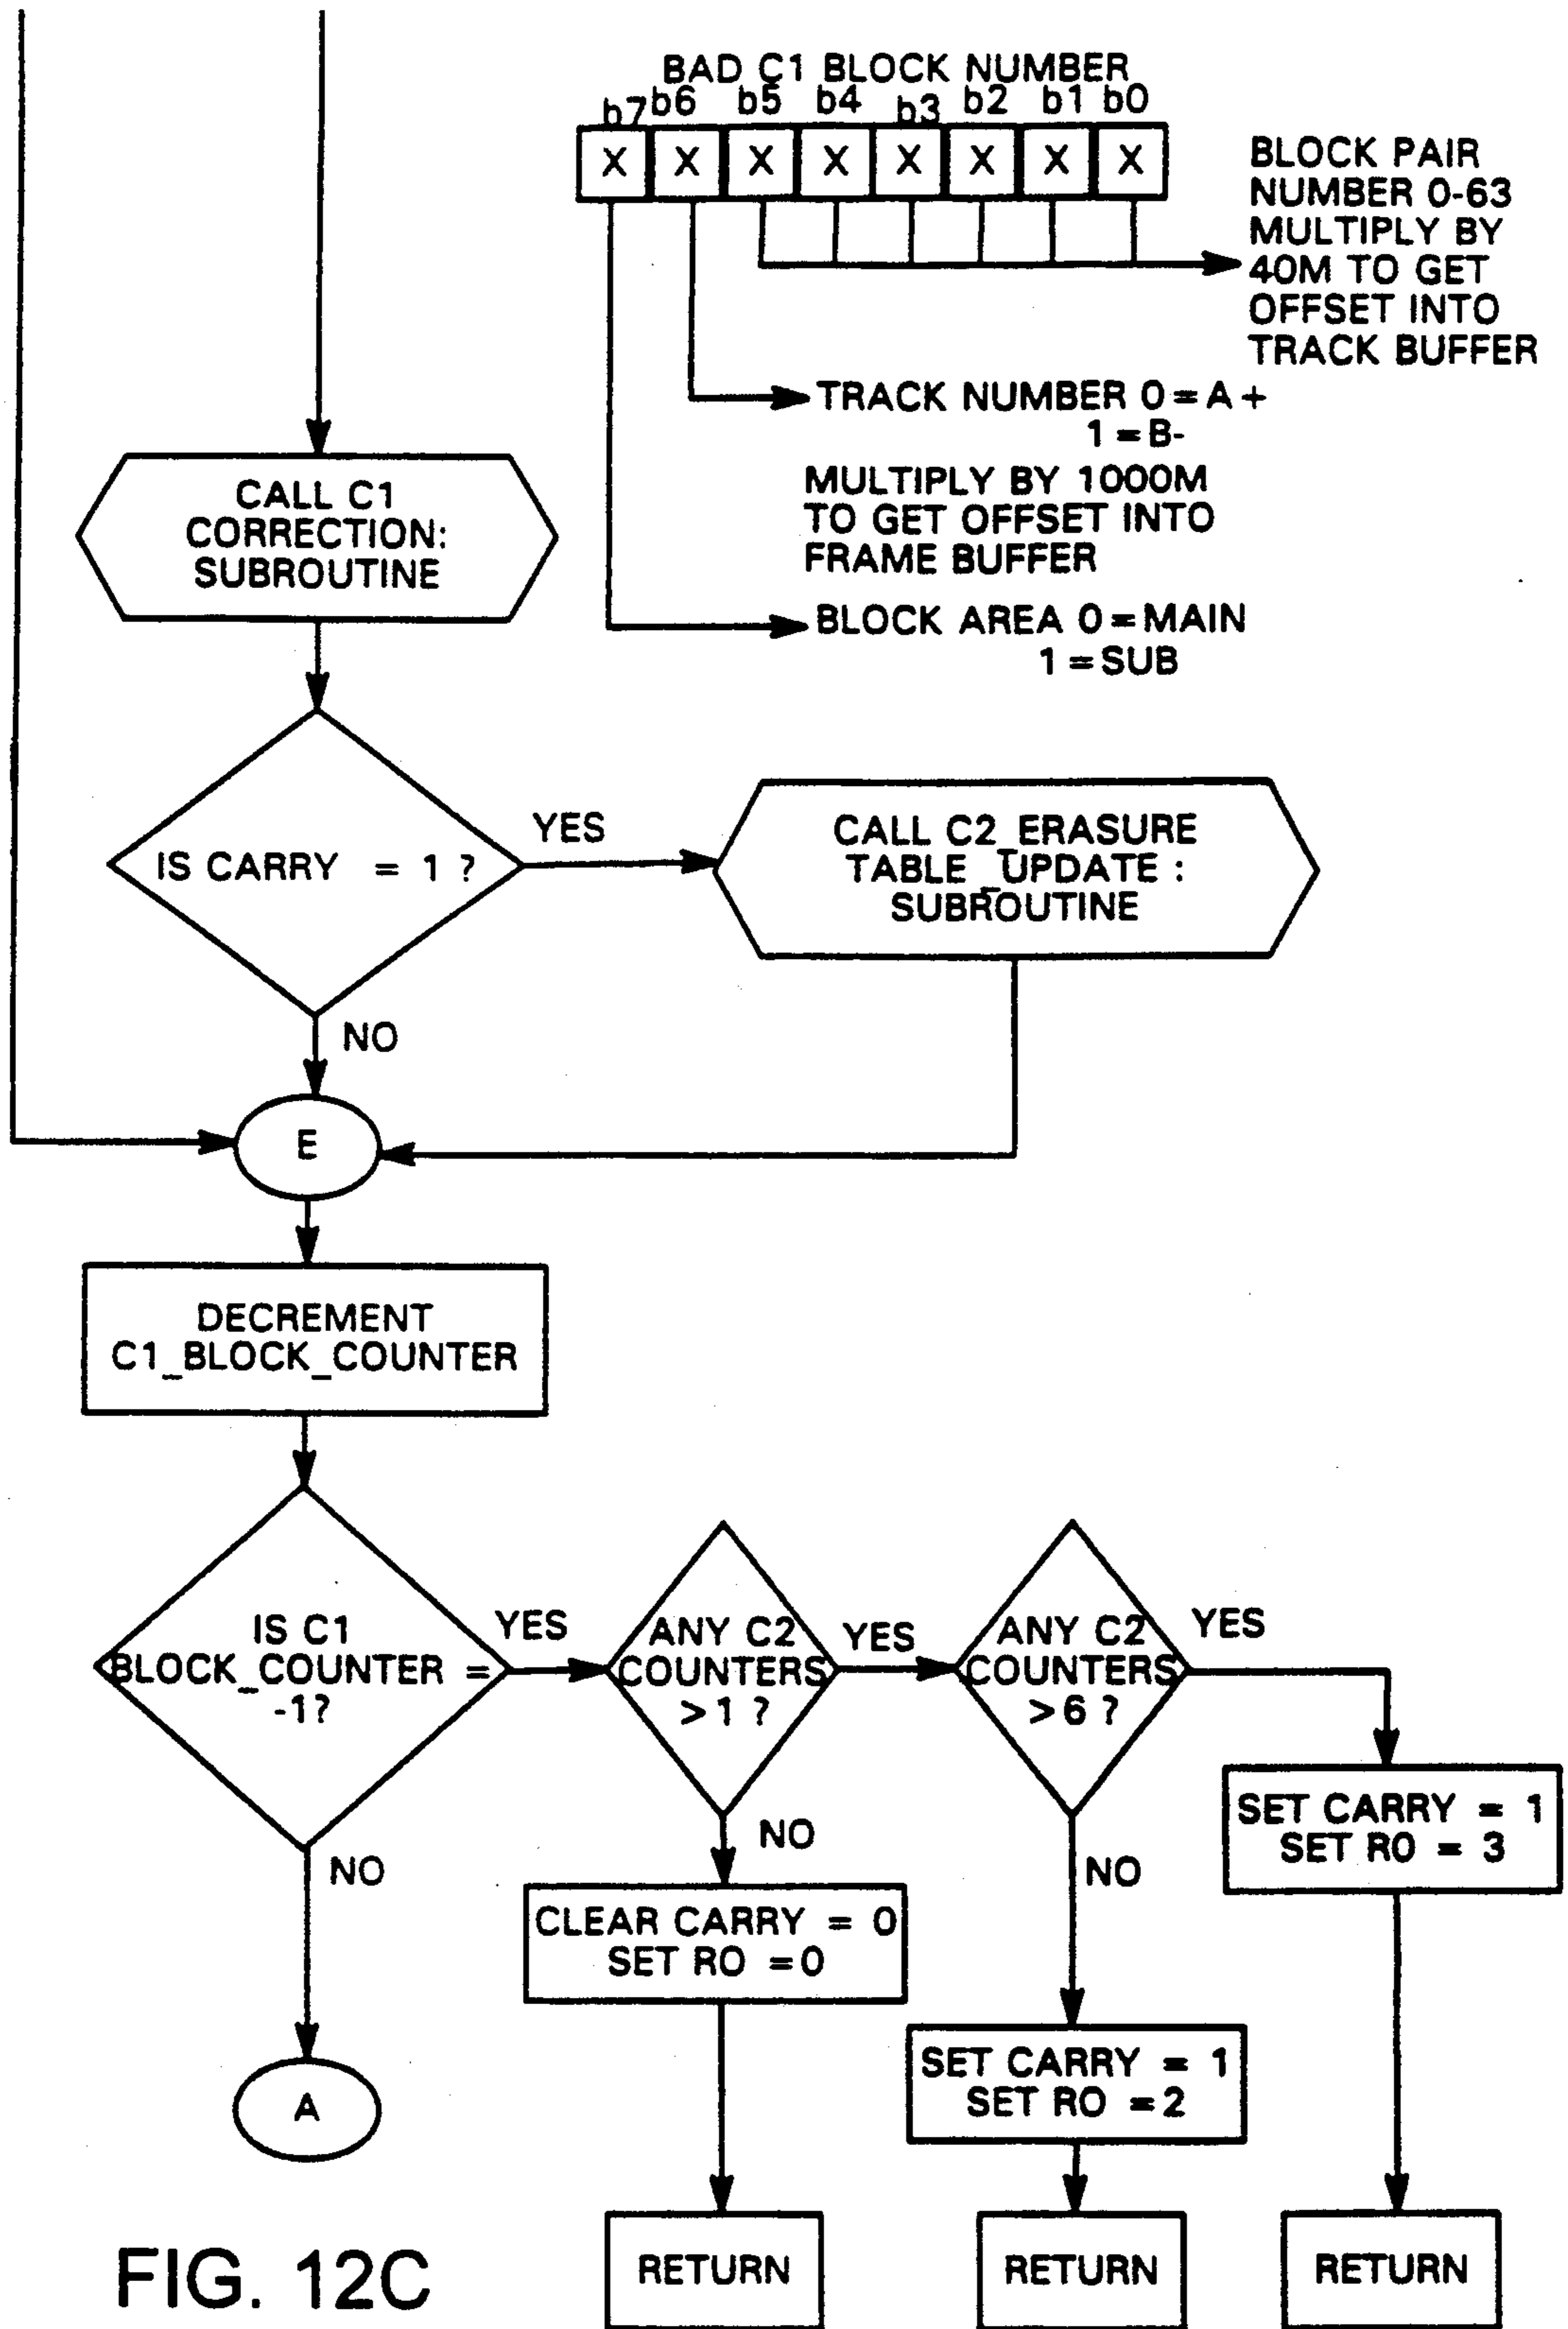 BAD C1 BLOCK NUMBER
b7 b6 b5 b4 b3 b2 b1 b0
X X X X X X X X
BLOCK PAIR
NUMBER 0-63
MULTIPLY BY
40M TO GET
OFFSET INTO
TRACK BUFFER
TRACK NUMBER 0 = A +
1 = B-
MULTIPLY BY 1000M
TO GET OFFSET INTO
FRAME BUFFER
BLOCK AREA 0 = MAIN
1 = SUB
CALL C1
CORRECTION:
SUBROUTINE
IS CARRY = 1 ?
YES
CALL C2_ERASURE
TABLE_UPDATE :
SUBROUTINE
NO
E
DECREMENT
C1_BLOCK_COUNTER
IS C1
BLOCK_COUNTER =
-1?
YES
ANY C2
COUNTERS
>1 ?
YES
ANY C2
COUNTERS
>6 ?
YES
NO
NO
NO
SET CARRY = 1
SET RO = 3
CLEAR CARRY = 0
SET RO =0
SET CARRY = 1
SET RO =2
A
RETURN
RETURN
RETURN
FIG. 12C